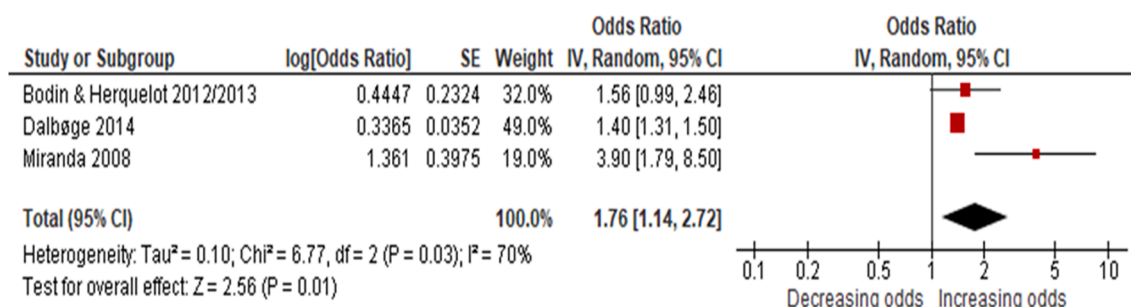 Odds Ratio Odds Ratio
Study or Subgroup log[Odds Ratio] SE Weight IV, Random, 95% CI IV, Random, 95% CI
Bodin & Herquelot 2012/2013 0.4447 0.2324 32.0% 1.56 [0.99, 2.46]
Dalbøge 2014 0.3365 0.0352 49.0% 1.40 [1.31, 1.50]
Miranda 2008 1.361 0.3975 19.0% 3.90 [1.79, 8.50]
Total (95% CI) 100.0% 1.76 [1.14, 2.72]
Heterogeneity: Tau² = 0.10; Chi² = 6.77, df = 2 (P = 0.03); I² = 70%
Test for overall effect: Z = 2.56 (P = 0.01)
0.1 0.2 0.5 1 2 5 10
Decreasing odds Increasing odds